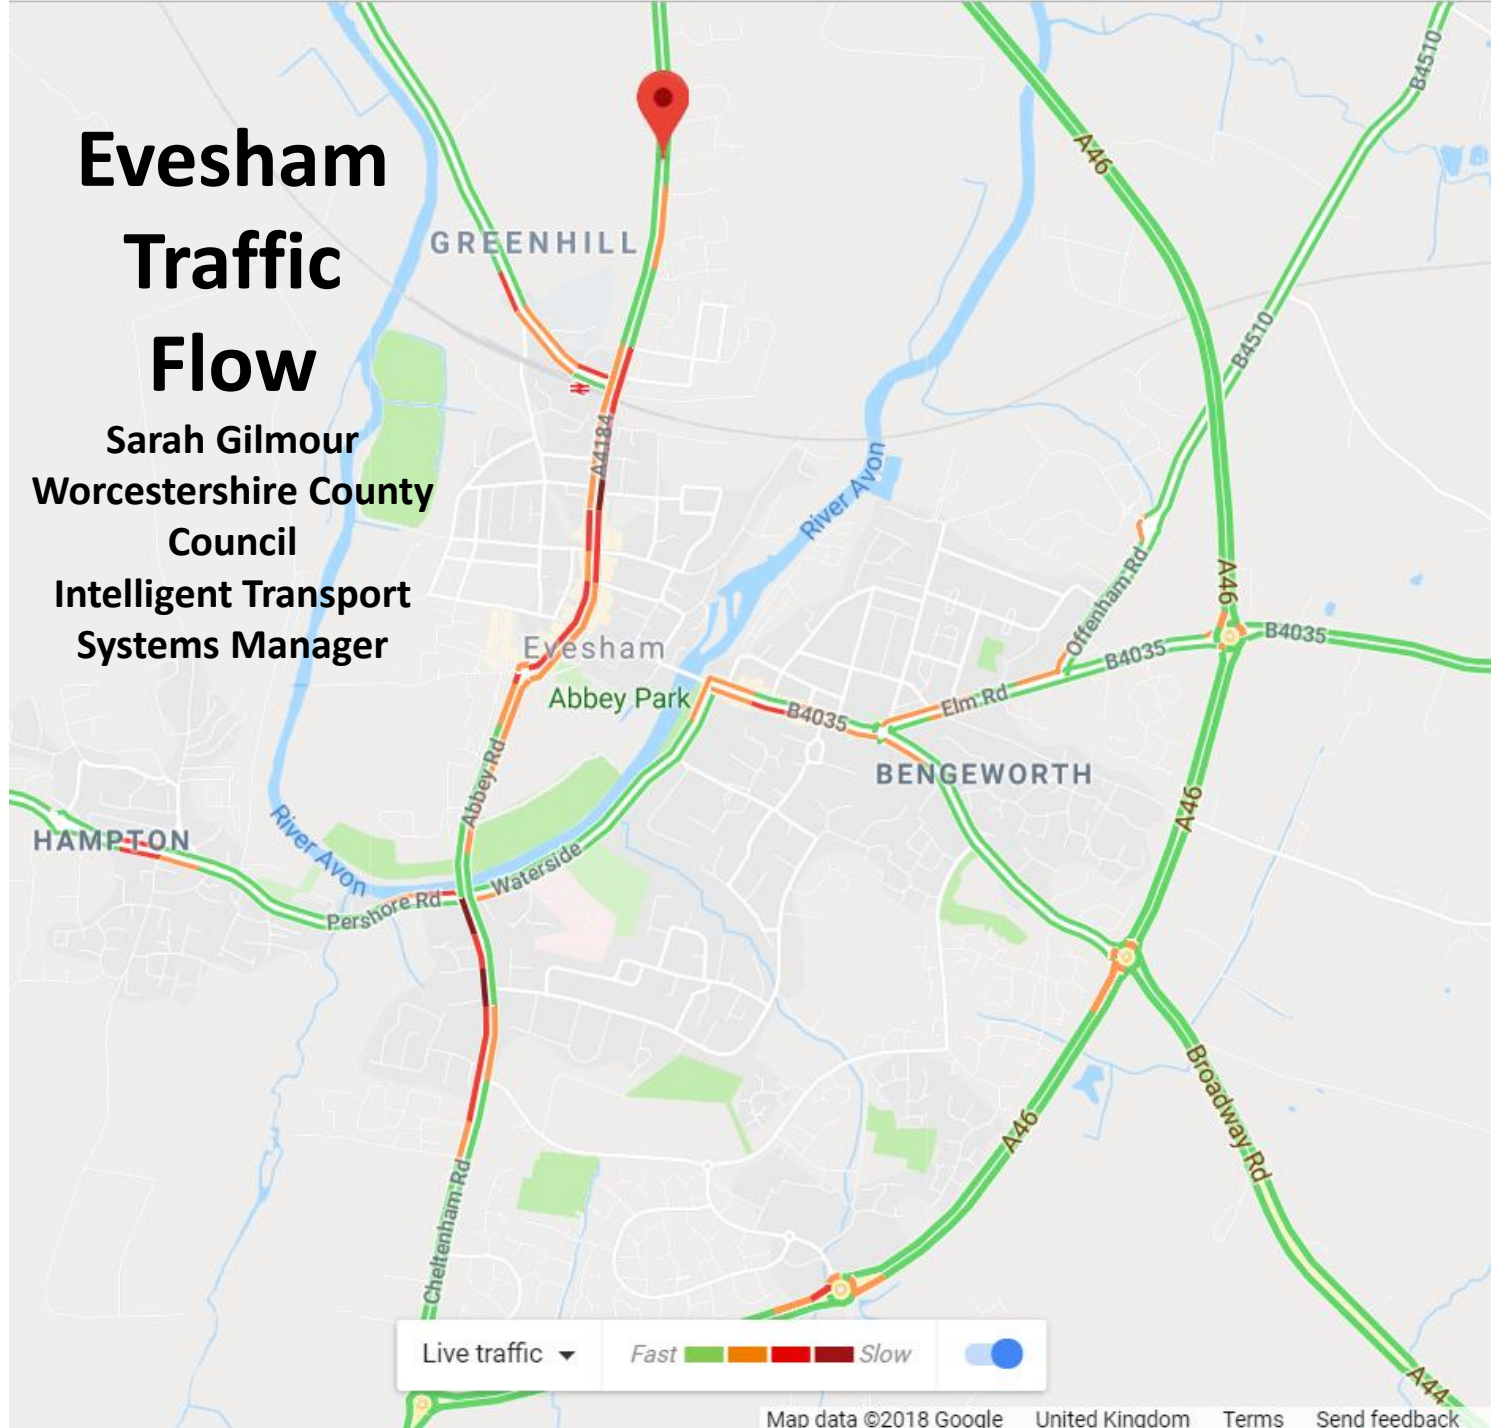 Evesham
Traffic
Flow
Sarah Gilmour
Worcestershire County
Council
Intelligent Transport
Systems Manager
B4510
A46
GREENHILL
B4510
A4184
River Avon
Offenham Rd
A46
B4035
B4035
Evesham
Abbey Park
Elm Rd
B4035
BENGEWORTH
Abbey Rd
A46
HAMPTON
River Avon
Waterside
Pershore Rd
A46
Broadway Rd
Cheltenham Rd
A44
Live traffic
Fast Slow
Map data ©2018 Google United Kingdom Terms Send feedback